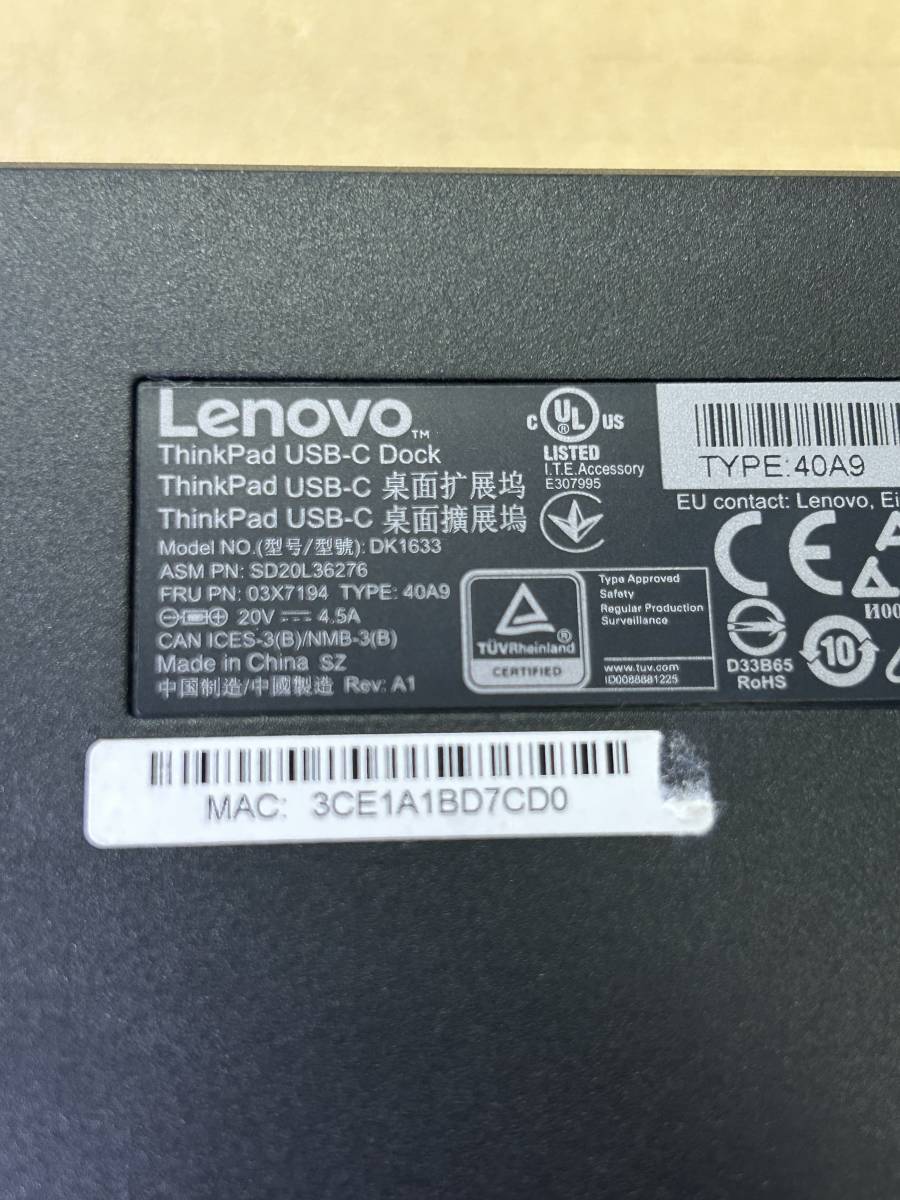 Lenovo™
ThinkPad USB-C Dock
ThinkPad USB-C 桌面扩展坞
ThinkPad USB-C 桌面擴展塢
Model NO.(型号/型號): DK1633
ASM PN: SD20L36276
FRU PN: 03X7194 TYPE: 40A9
20V ⎓ 4.5A
CAN ICES-3(B)/NMB-3(B)
Made in China SZ
中国制造/中國製造 Rev: A1
C UL ® US
LISTED
I.T.E.Accessory
E307995
TÜVRheinland ®
CERTIFIED
Type Approved
Safety
Regular Production
Surveillance
www.tuv.com
ID0088881225
TYPE:40A9
EU contact: Lenovo, Ei
CE
И00
D33B65
RoHS
10
MAC: 3CE1A1BD7CD0